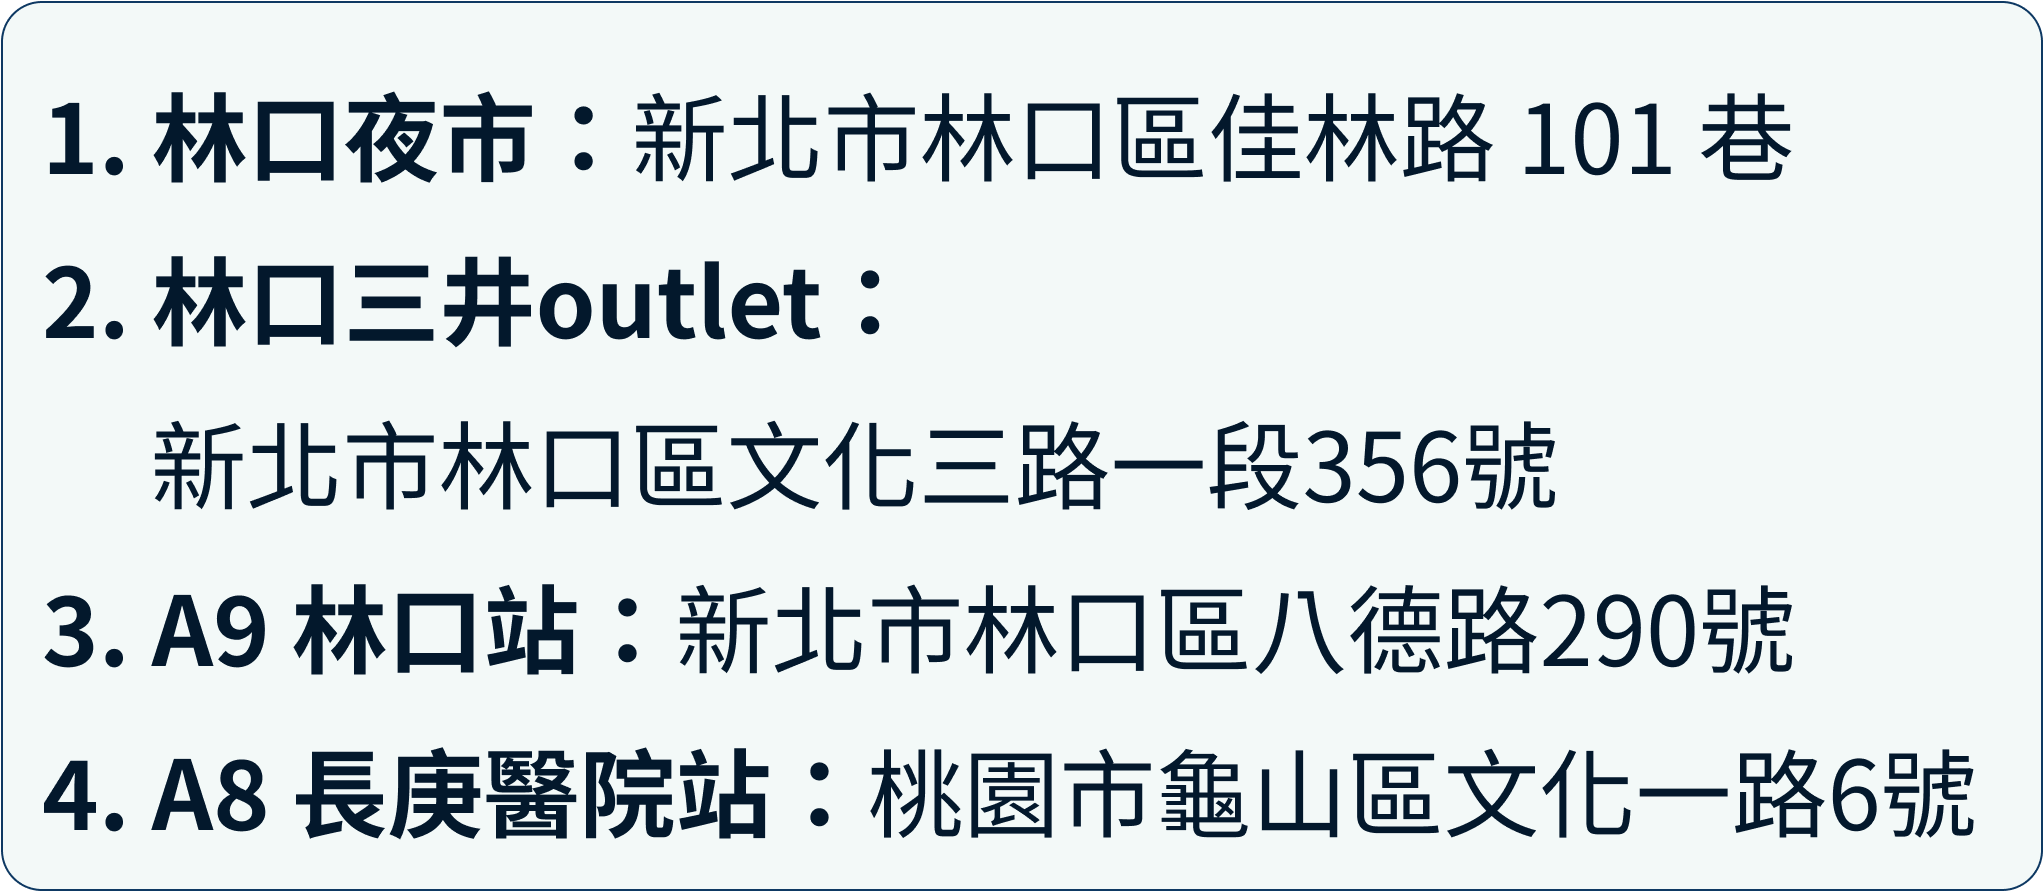 1. 林口夜市：新北市林口區佳林路 101 巷
2. 林口三井outlet：
新北市林口區文化三路一段356號
3. A9 林口站：新北市林口區八德路290號
4. A8 長庚醫院站：桃園市龜山區文化一路6號